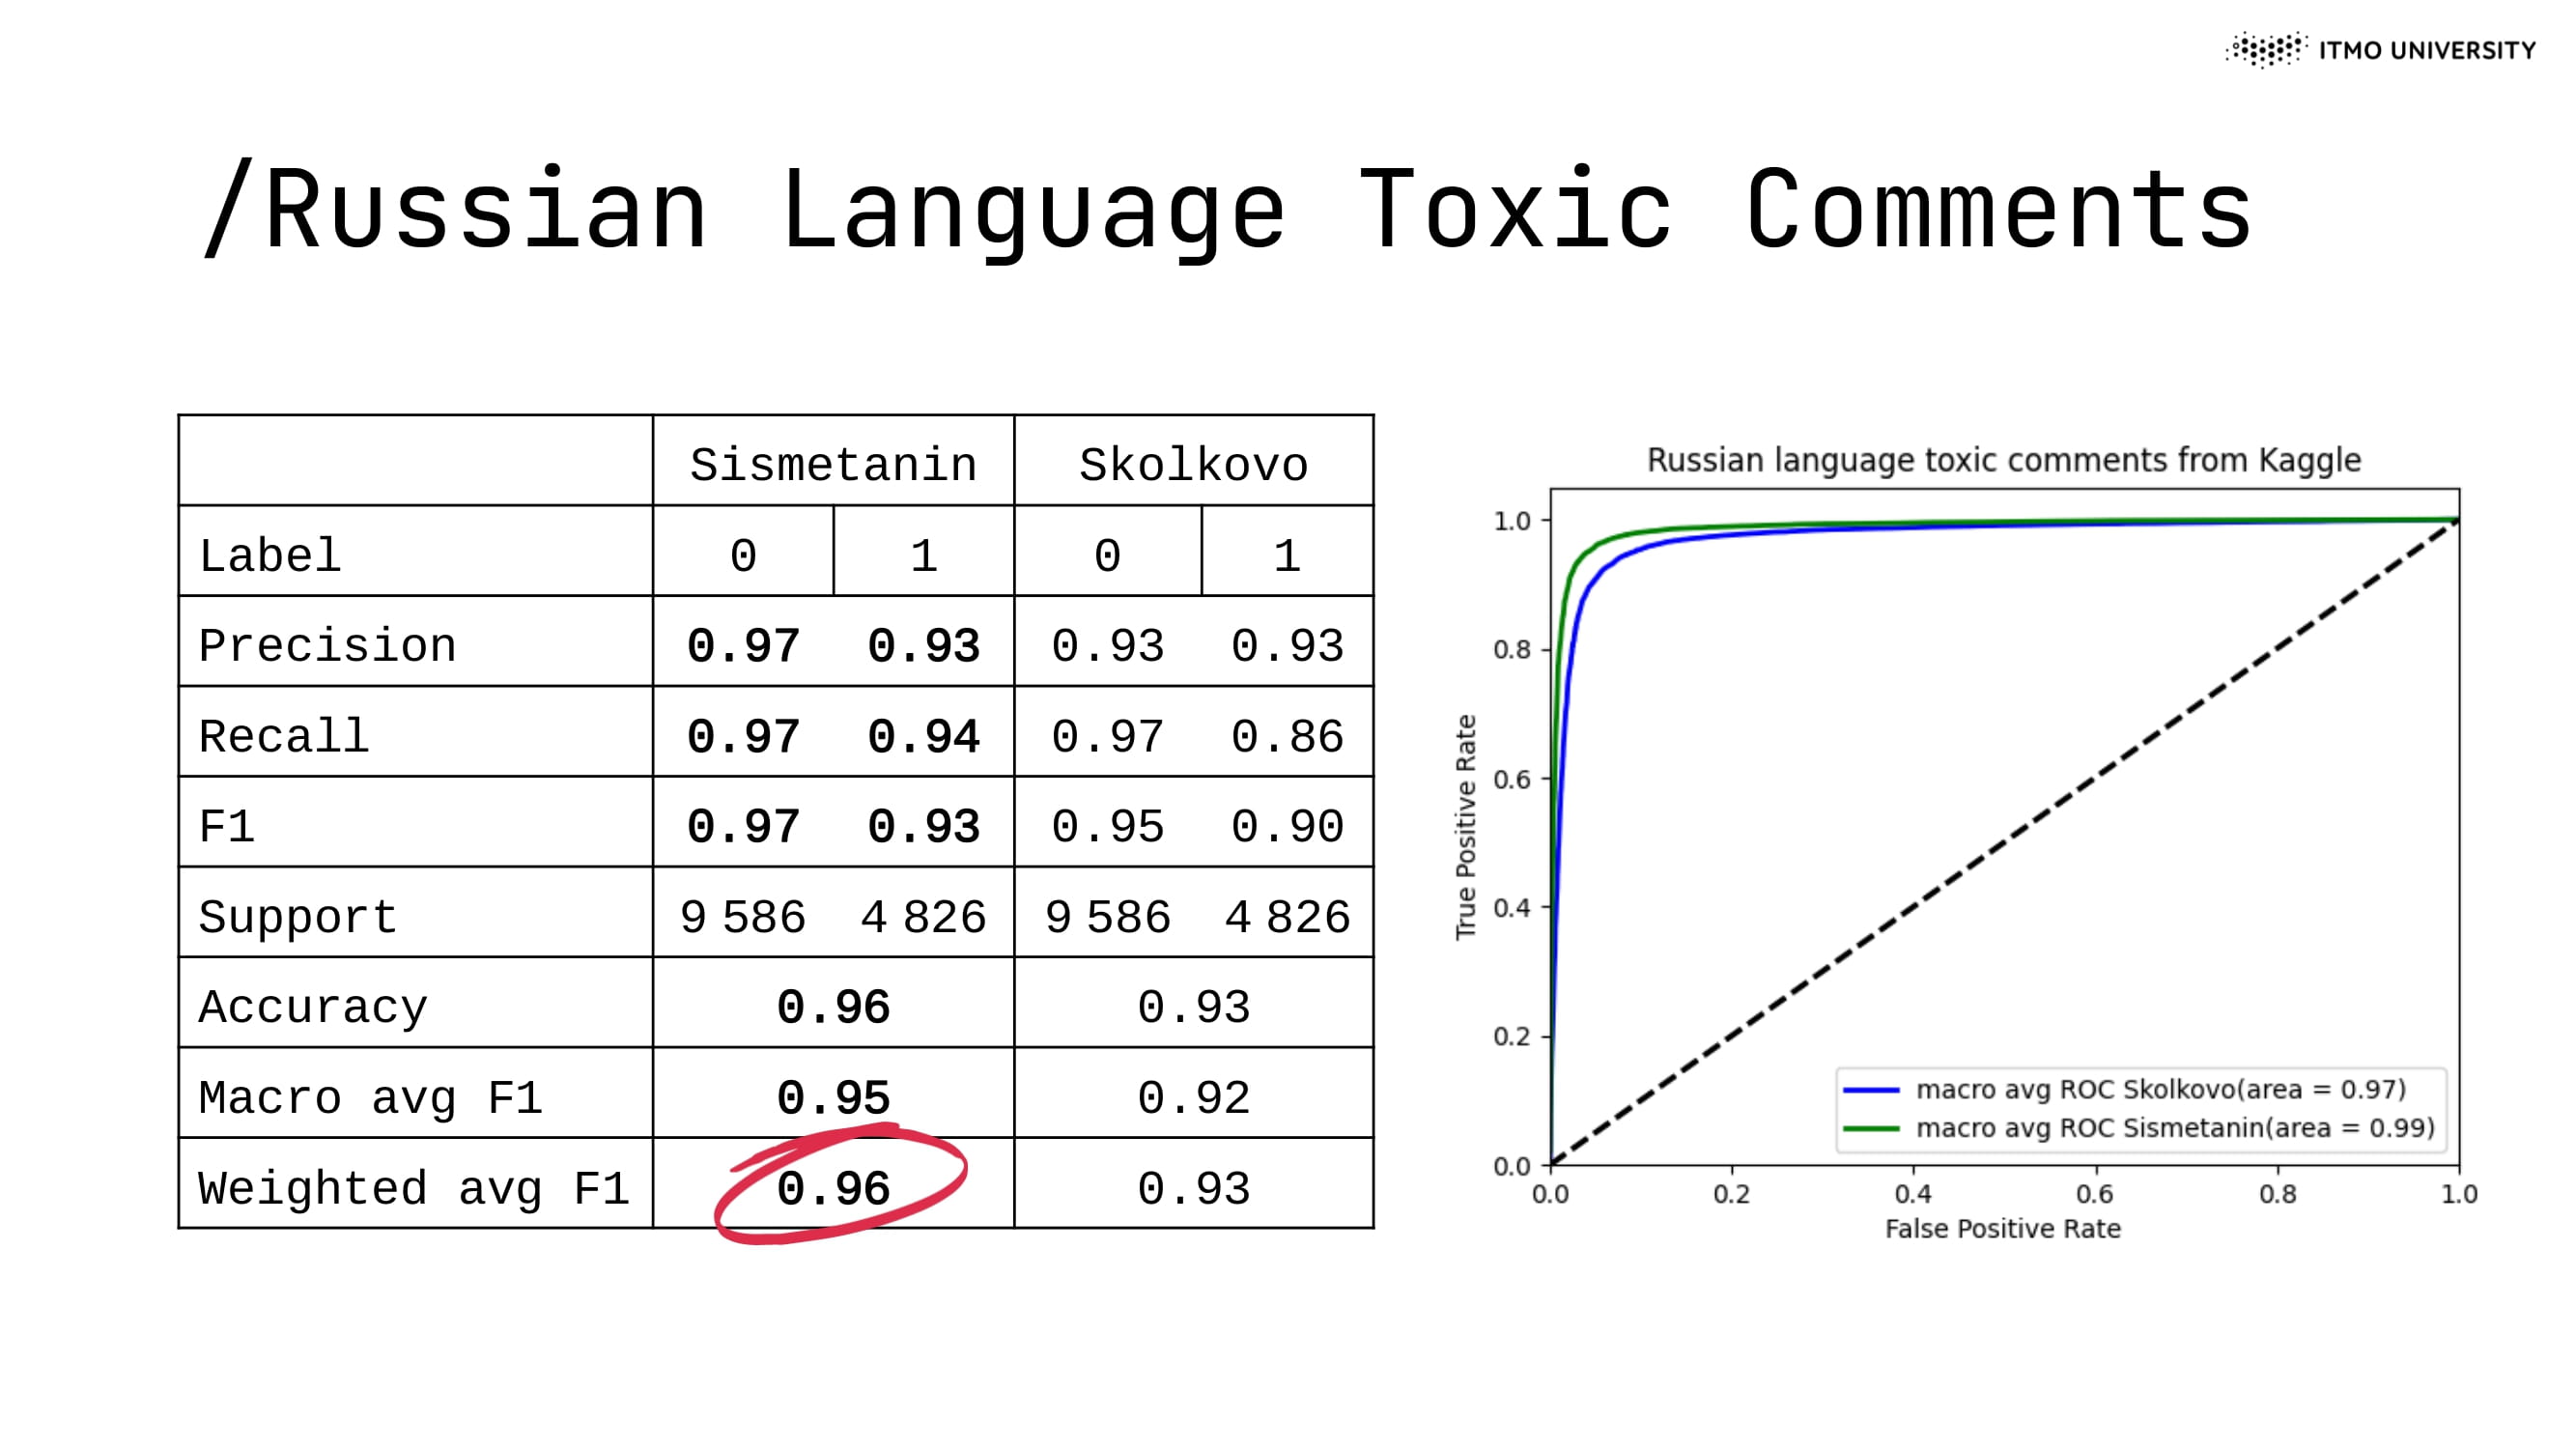 ITMO UNIVERSITY
/Russian Language Toxic Comments
Sismetanin Skolkovo
Label 0 1 0 1
Precision 0.97 0.93 0.93 0.93
Recall 0.97 0.94 0.97 0.86
F1 0.97 0.93 0.95 0.90
Support 9 586 4 826 9 586 4 826
Accuracy 0.96 0.93
Macro avg F1 0.95 0.92
Weighted avg F1 0.96 0.93
Russian language toxic comments from Kaggle
True Positive Rate
1.0
0.8
0.6
0.4
0.2
0.0
macro avg ROC Skolkovo(area = 0.97)
macro avg ROC Sismetanin(area = 0.99)
0.0 0.2 0.4 0.6 0.8 1.0
False Positive Rate